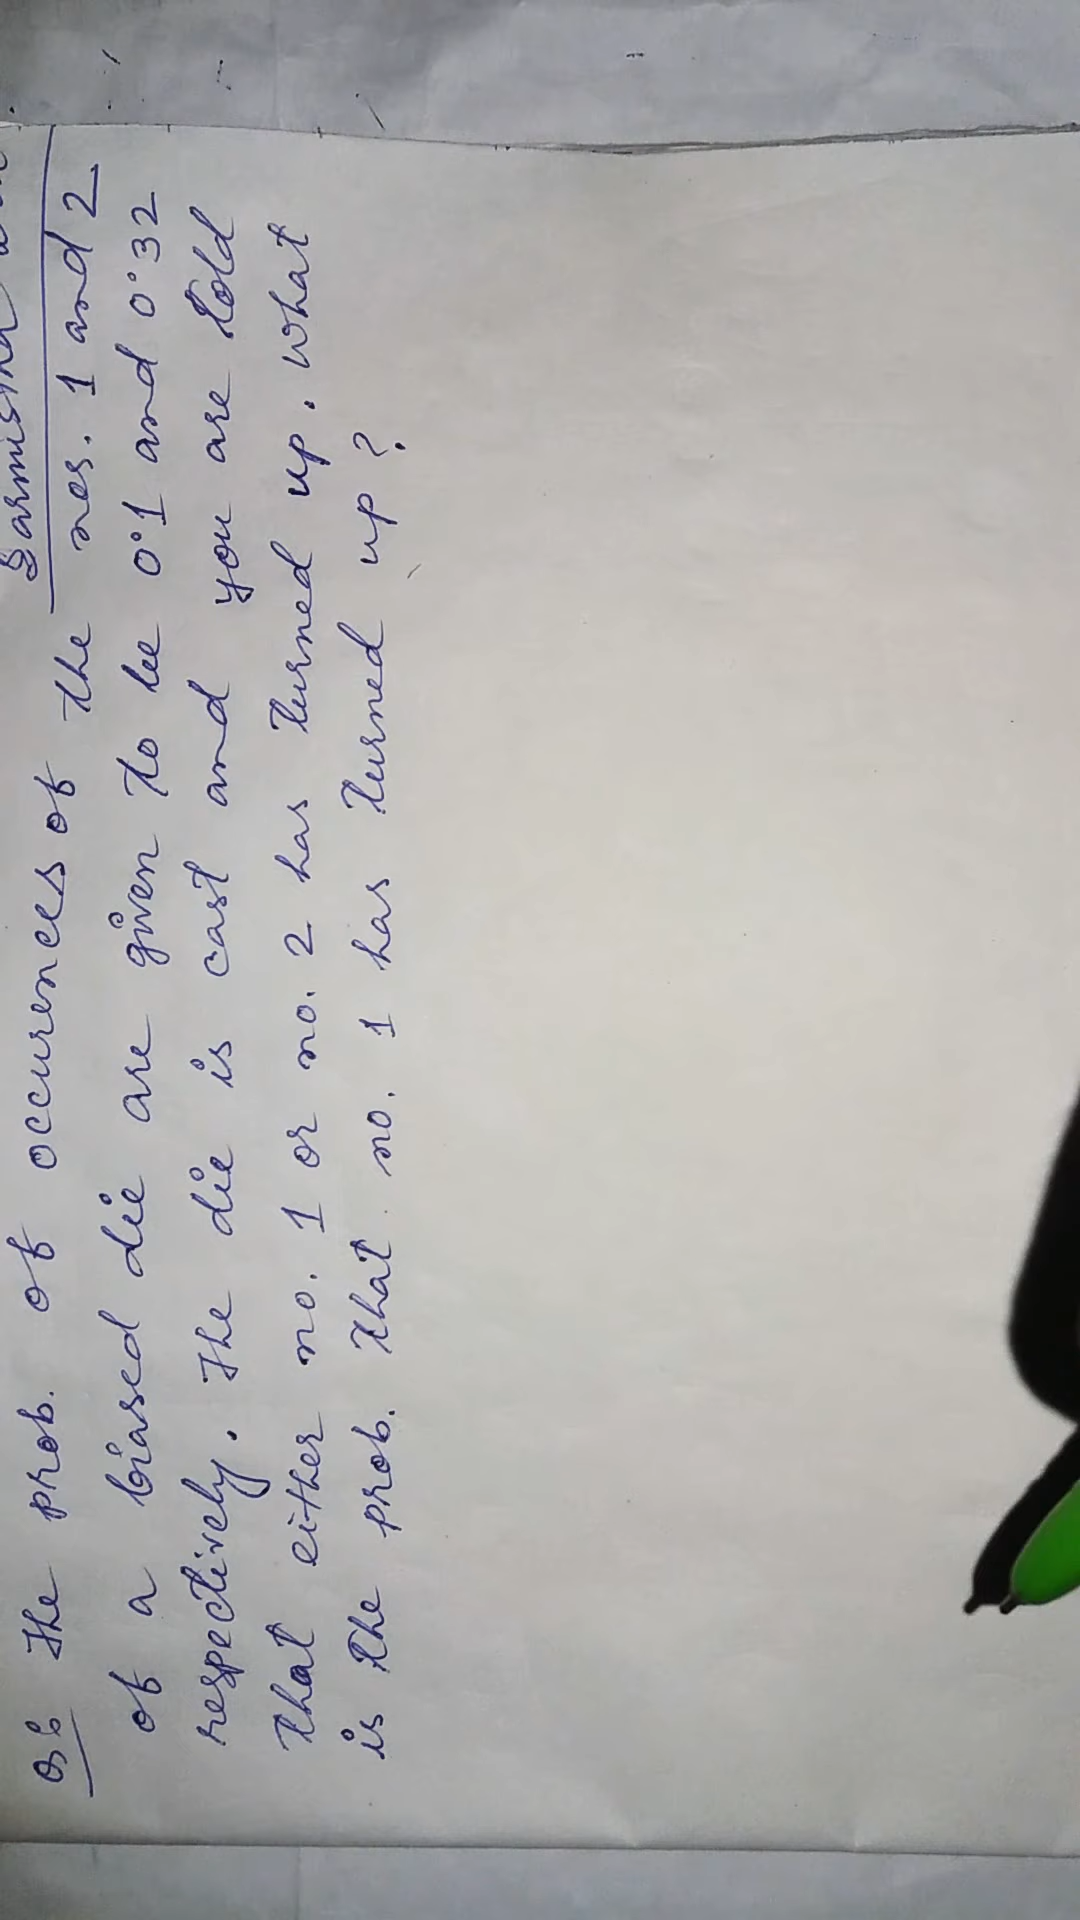 The prob. of occurences of the nos. 1 and 2
of a biased die are given to be 0.1 and 0.32
respectively. The die is cast and you are told
that either no. 1 or no. 2 has turned up. what
is the prob. that no. 1 has turned up?